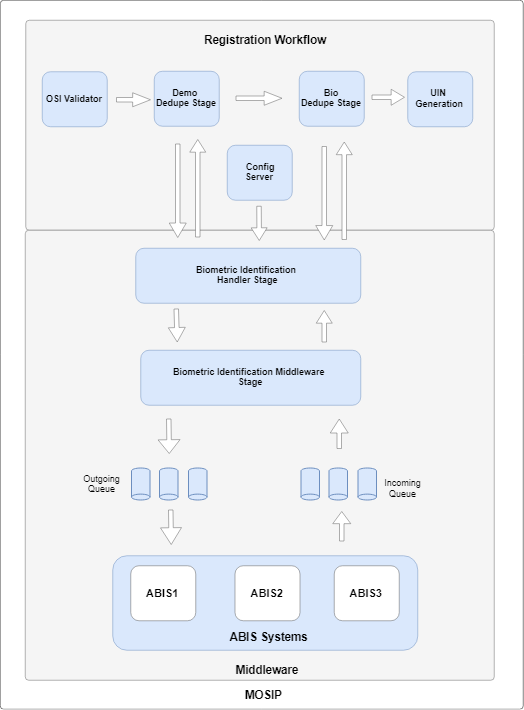 Registration Workflow
OSI Validator
Demo
Dedupe Stage
Bio
Dedupe Stage
UIN
Generation
Config
Server
Biometric Identification
Handler Stage
Biometric Identification Middleware
Stage
Outgoing
Queue
Incoming
Queue
ABIS1
ABIS2
ABIS3
ABIS Systems
Middleware
MOSIP